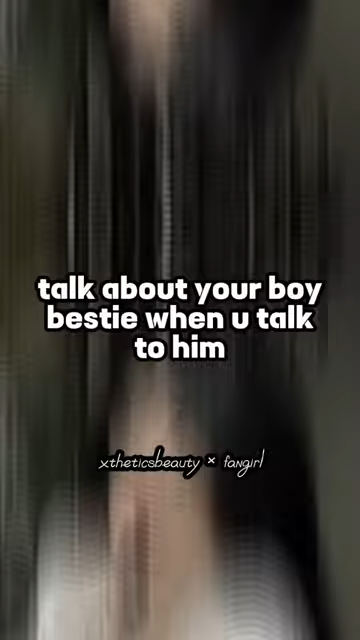 talk about your boy
bestie when u talk
to him
xtheticsbeauty × fangirl